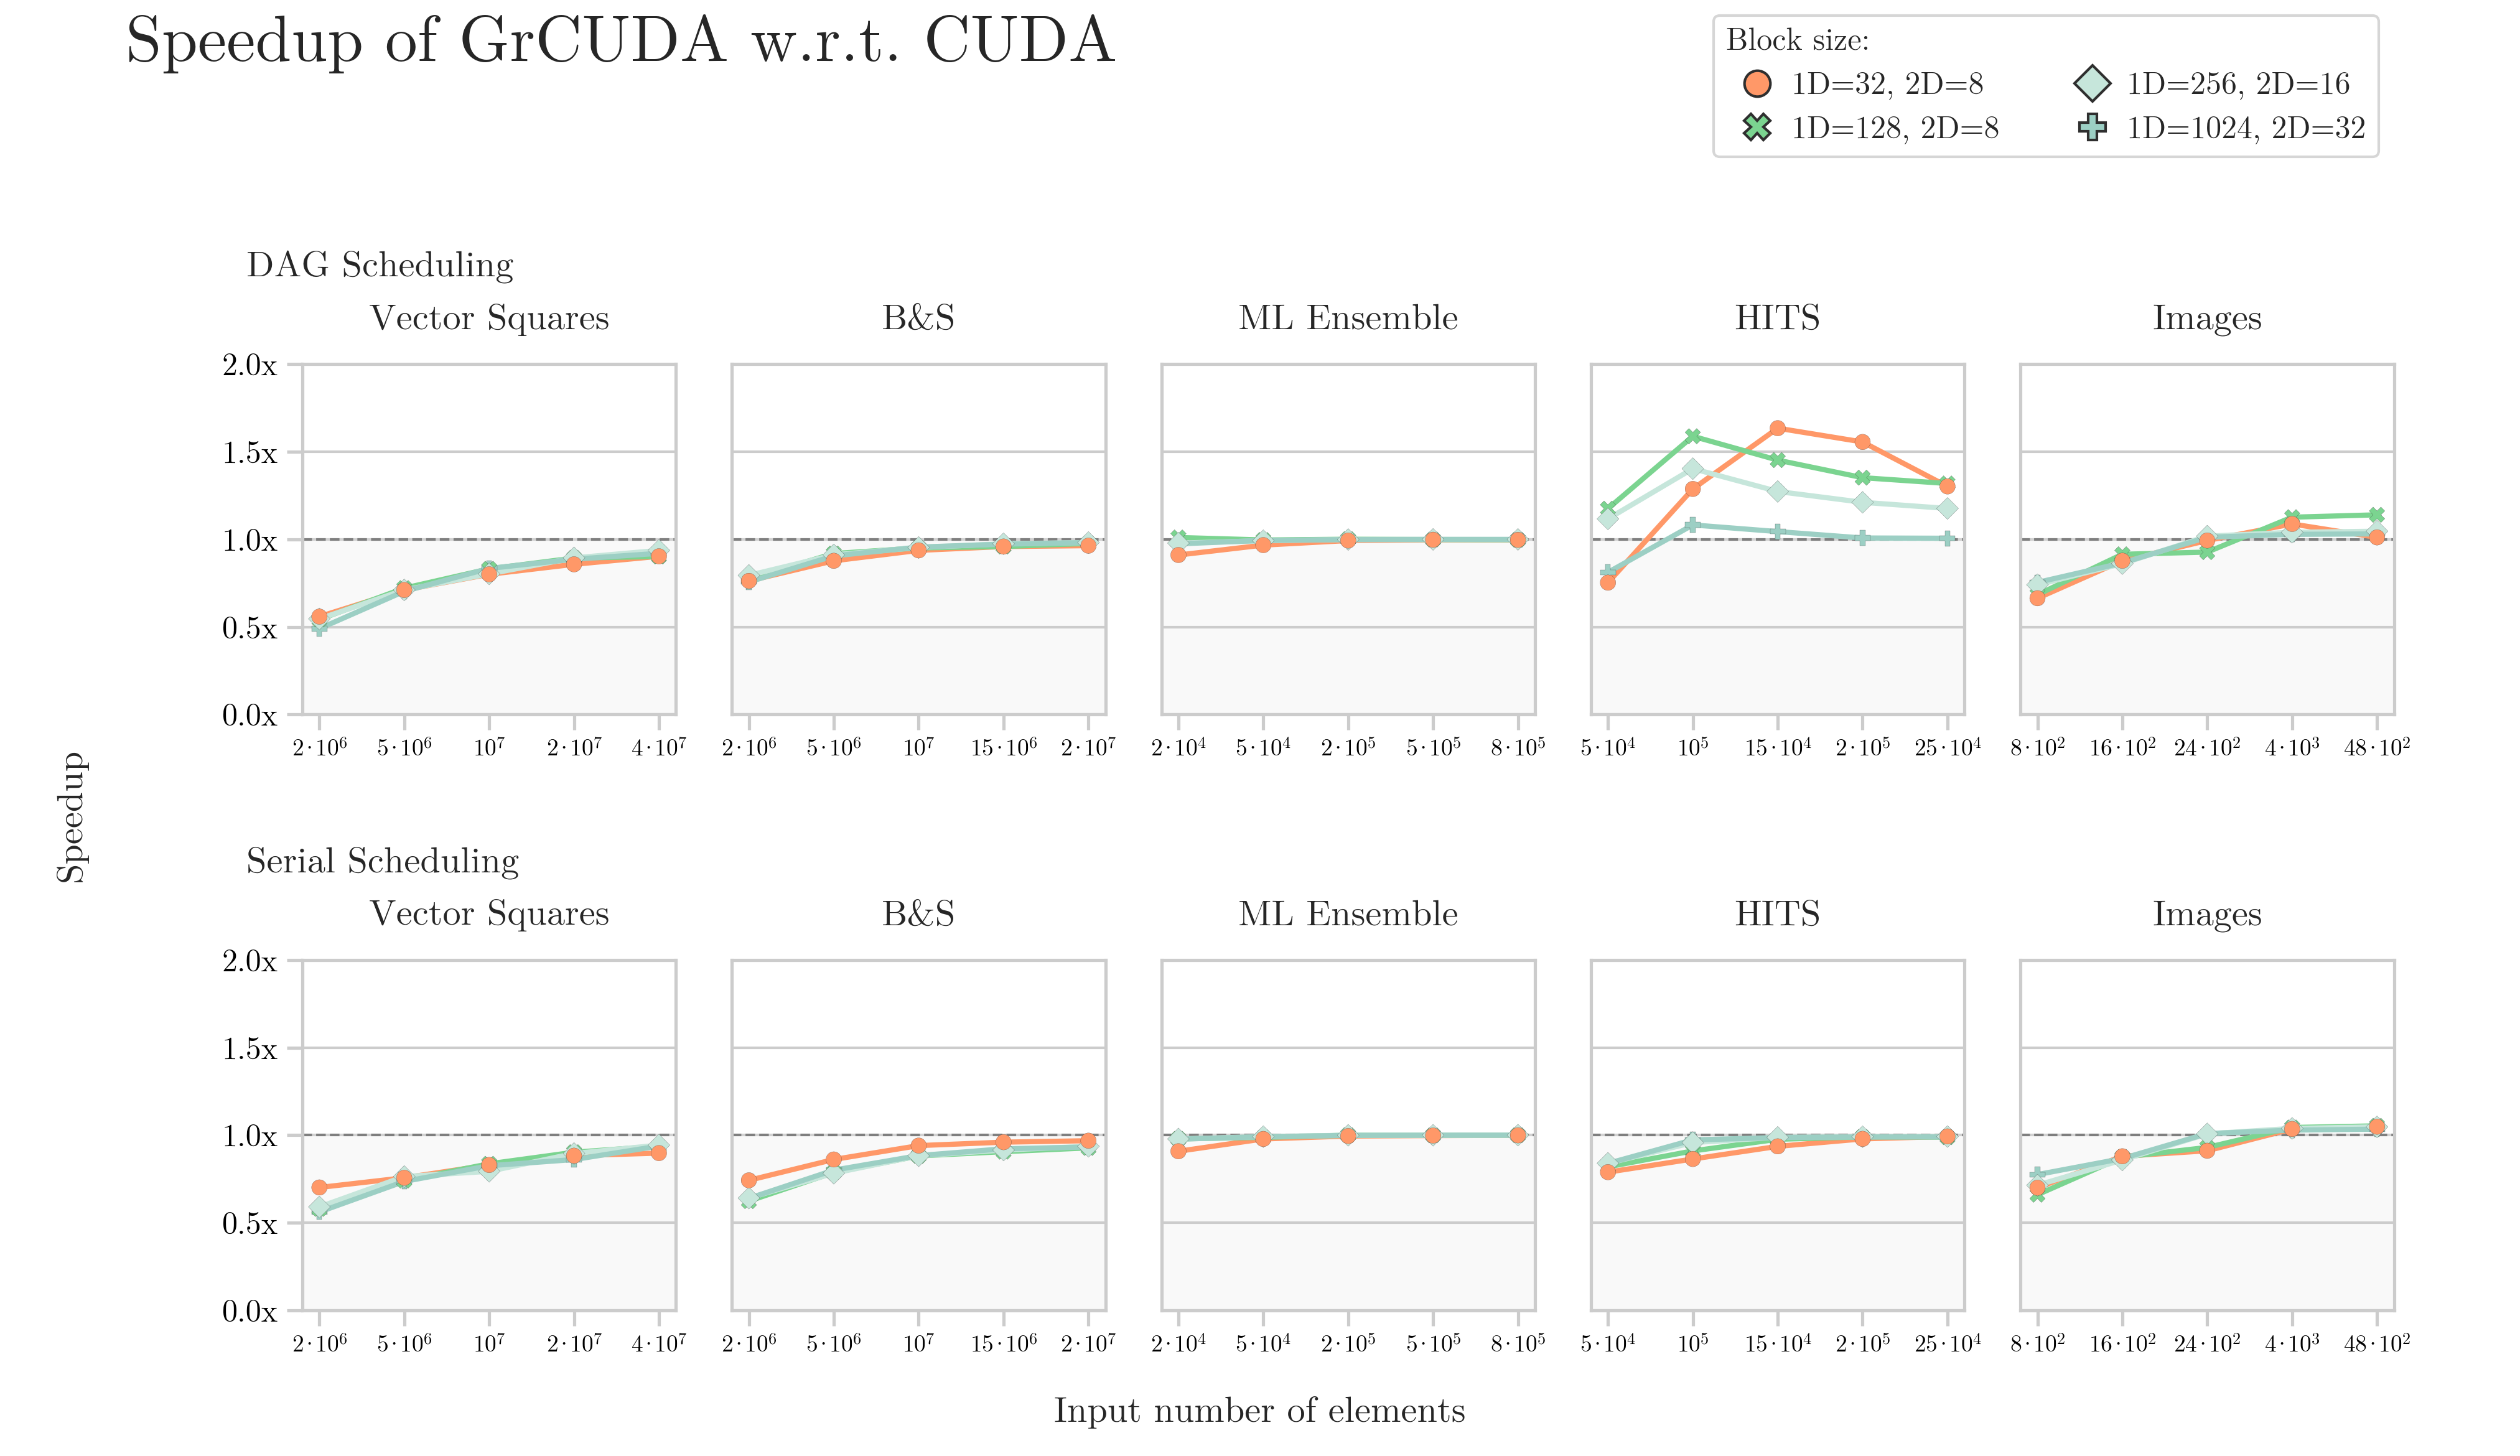 Speedup of GrCUDA w.r.t. CUDA
Block size:
1D=32, 2D=8
1D=256, 2D=16
1D=128, 2D=8
1D=1024, 2D=32
DAG Scheduling
Vector Squares B&S ML Ensemble HITS Images
2.0x
1.5x
1.0x
0.5x
0.0x
2·10⁶ 5·10⁶ 10⁷ 2·10⁷ 4·10⁷
2·10⁶ 5·10⁶ 10⁷ 15·10⁶ 2·10⁷
2·10⁴ 5·10⁴ 2·10⁵ 5·10⁵ 8·10⁵
5·10⁴ 10⁵ 15·10⁴ 2·10⁵ 25·10⁴
8·10² 16·10² 24·10² 4·10³ 48·10²
Speedup
Serial Scheduling
Vector Squares B&S ML Ensemble HITS Images
2.0x
1.5x
1.0x
0.5x
0.0x
2·10⁶ 5·10⁶ 10⁷ 2·10⁷ 4·10⁷
2·10⁶ 5·10⁶ 10⁷ 15·10⁶ 2·10⁷
2·10⁴ 5·10⁴ 2·10⁵ 5·10⁵ 8·10⁵
5·10⁴ 10⁵ 15·10⁴ 2·10⁵ 25·10⁴
8·10² 16·10² 24·10² 4·10³ 48·10²
Input number of elements